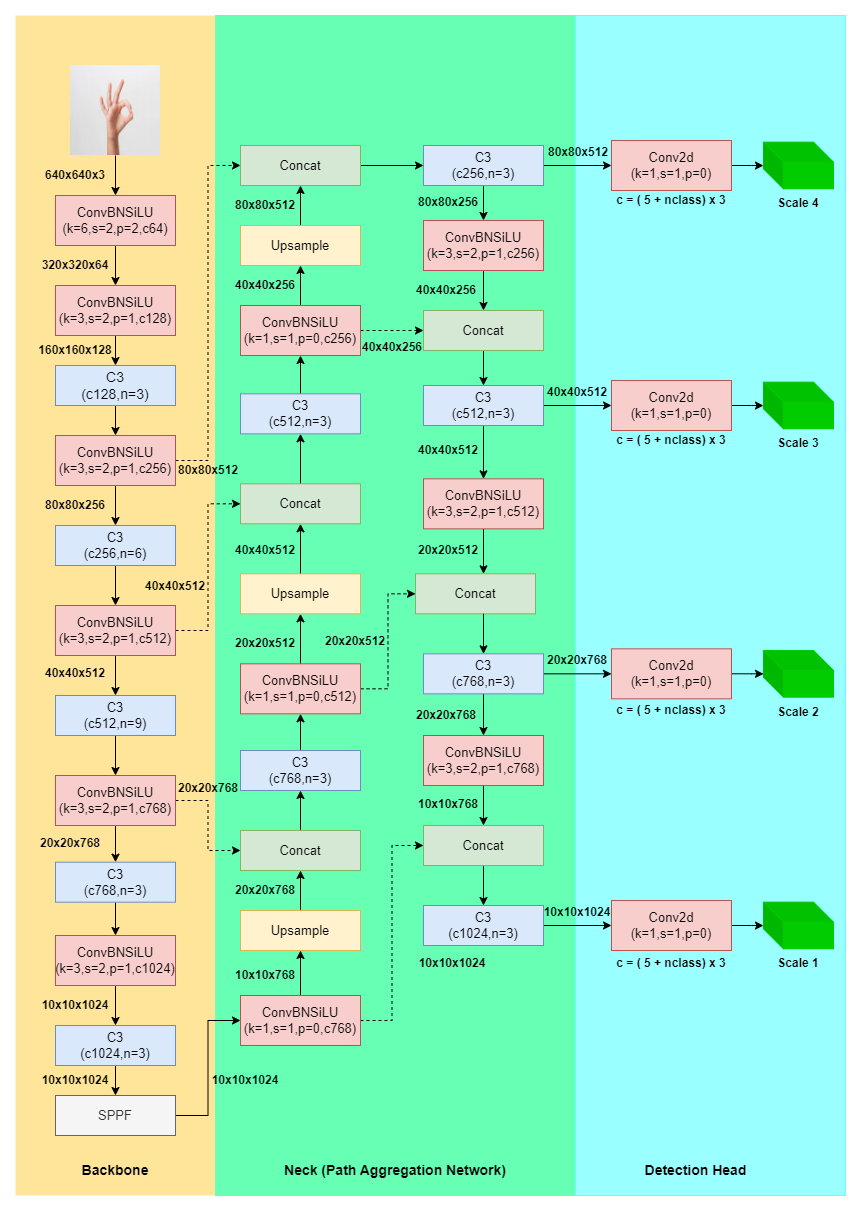 640x640x3
ConvBNSiLU
(k=6,s=2,p=2,c64)
320x320x64
ConvBNSiLU
(k=3,s=2,p=1,c128)
160x160x128
C3
(c128,n=3)
ConvBNSiLU
(k=3,s=2,p=1,c256)
80x80x512
80x80x256
C3
(c256,n=6)
40x40x512
ConvBNSiLU
(k=3,s=2,p=1,c512)
40x40x512
C3
(c512,n=9)
ConvBNSiLU
(k=3,s=2,p=1,c768)
20x20x768
20x20x768
C3
(c768,n=3)
ConvBNSiLU
(k=3,s=2,p=1,c1024)
10x10x1024
C3
(c1024,n=3)
10x10x1024
SPPF
10x10x1024
Backbone
Concat
80x80x512
Upsample
40x40x256
ConvBNSiLU
(k=1,s=1,p=0,c256)
40x40x256
C3
(c512,n=3)
Concat
40x40x512
Upsample
20x20x512
20x20x512
ConvBNSiLU
(k=1,s=1,p=0,c512)
C3
(c768,n=3)
Concat
20x20x768
Upsample
10x10x768
ConvBNSiLU
(k=1,s=1,p=0,c768)
C3
(c256,n=3)
80x80x256
ConvBNSiLU
(k=3,s=2,p=1,c256)
40x40x256
Concat
C3
(c512,n=3)
40x40x512
ConvBNSiLU
(k=3,s=2,p=1,c512)
20x20x512
Concat
C3
(c768,n=3)
20x20x768
ConvBNSiLU
(k=3,s=2,p=1,c768)
10x10x768
Concat
C3
(c1024,n=3)
10x10x1024
Neck (Path Aggregation Network)
80x80x512
Conv2d
(k=1,s=1,p=0)
c = ( 5 + nclass) x 3
Scale 4
40x40x512
Conv2d
(k=1,s=1,p=0)
c = ( 5 + nclass) x 3
Scale 3
20x20x768
Conv2d
(k=1,s=1,p=0)
c = ( 5 + nclass) x 3
Scale 2
10x10x1024
Conv2d
(k=1,s=1,p=0)
c = ( 5 + nclass) x 3
Scale 1
Detection Head